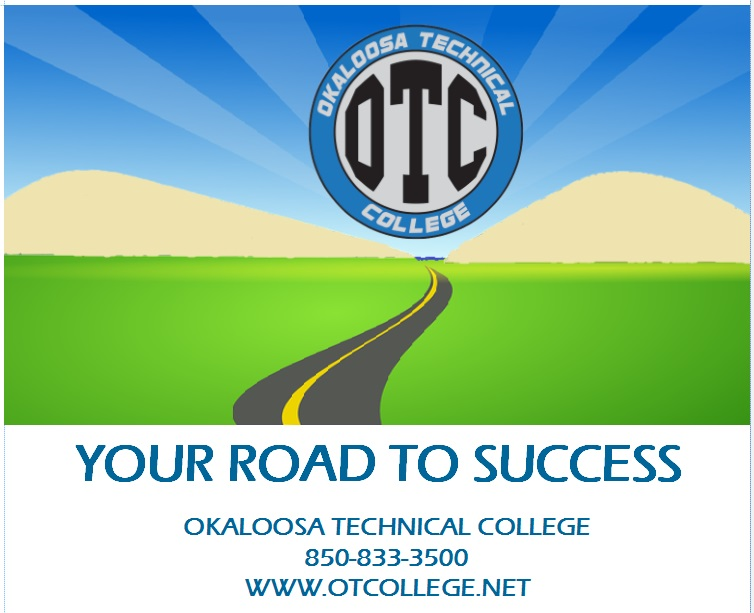 OKALOOSA TECHNICAL
OTC
COLLEGE
YOUR ROAD TO SUCCESS
OKALOOSA TECHNICAL COLLEGE
850-833-3500
WWW.OTCOLLEGE.NET